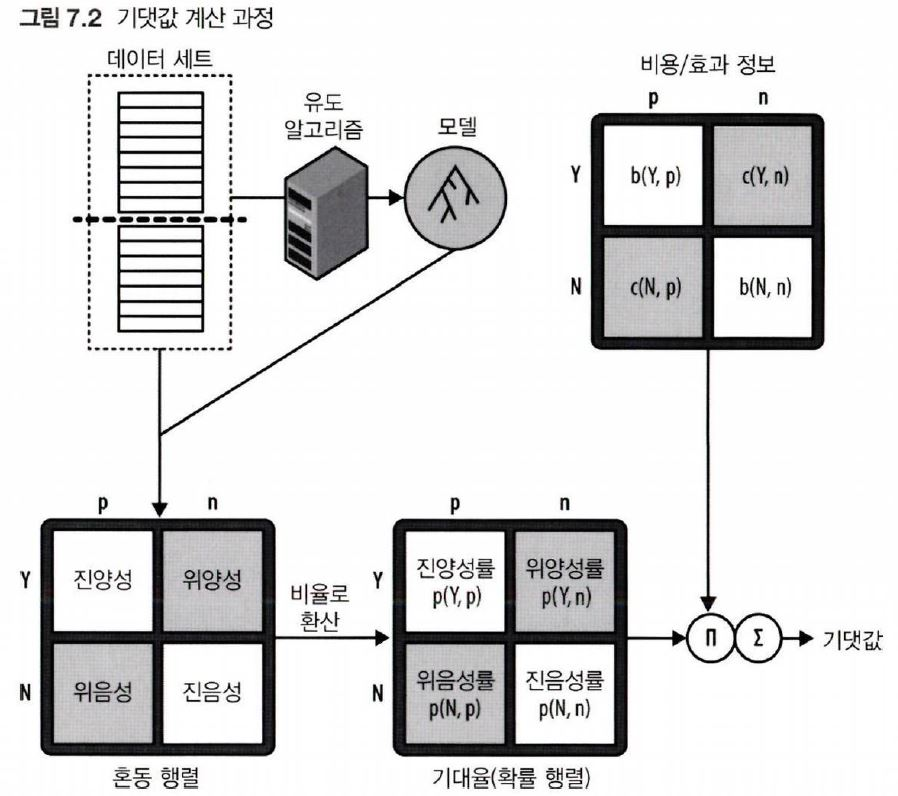 그림 7.2 기댓값 계산 과정
데이터 세트
유도
알고리즘
모델
비용/효과 정보
p n
Y b(Y, p) c(Y, n)
N c(N, p) b(N, n)
p n
Y 진양성 위양성
N 위음성 진음성
혼동 행렬
비율로
환산
p n
Y 진양성률 위양성률
p(Y, p) p(Y, n)
N 위음성률 진음성률
p(N, p) p(N, n)
기대율(확률 행렬)
Π Σ 기댓값